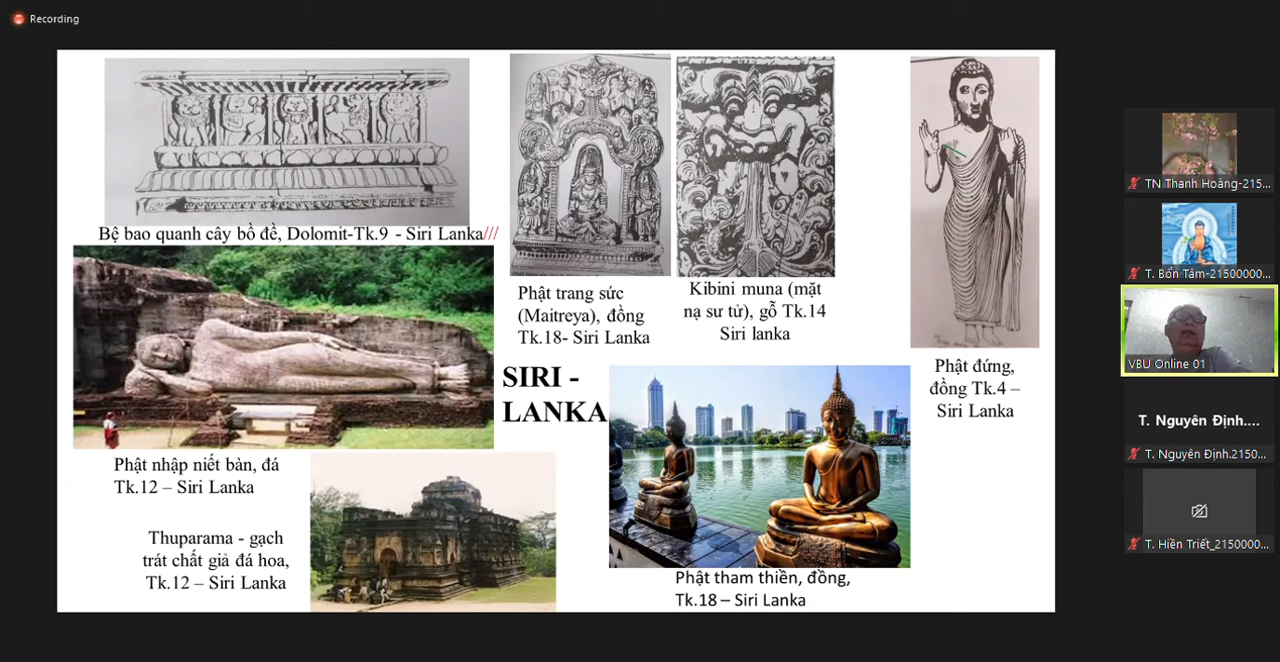 Recording
Bệ bao quanh cây bồ đề, Dolomit-Tk.9 - Siri Lanka///
Phật trang sức
(Maitreya), đồng
Tk.18- Siri Lanka
Kibini muna (mặt
nạ sư tử), gỗ Tk.14
Siri lanka
Phật đứng,
đồng Tk.4 –
Siri Lanka
SIRI -
LANKA
Phật nhập niết bàn, đá
Tk.12 – Siri Lanka
Thuparama - gạch
trát chất giả đá hoa,
Tk.12 – Siri Lanka
Phật tham thiền, đồng,
Tk.18 – Siri Lanka
TN Thanh Hoàng-215...
T. Bổn Tâm-21500000...
VBU Online 01
T. Nguyên Định....
T. Nguyên Định.2150...
T. Hiền Triết_2150000...